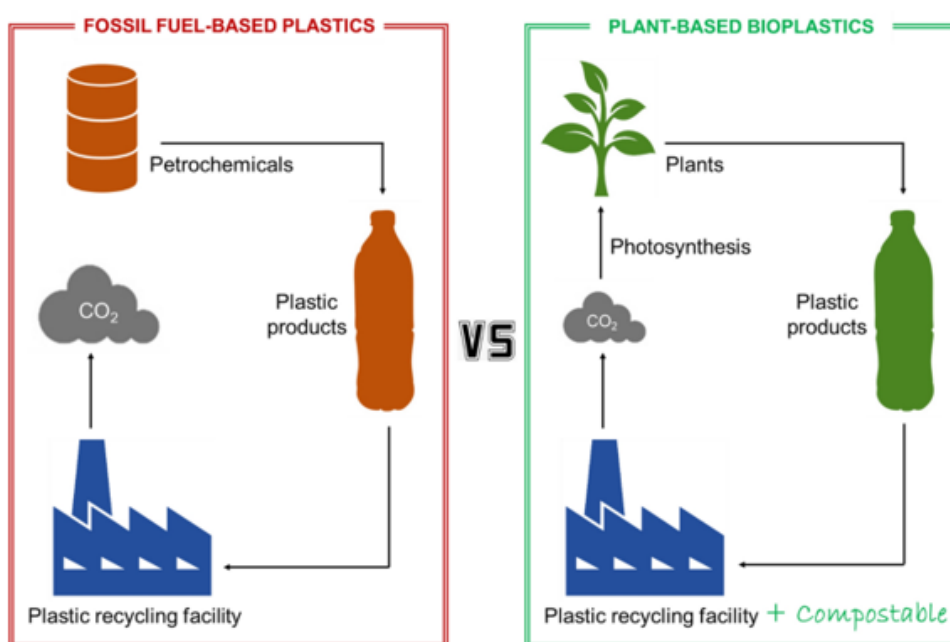 FOSSIL FUEL-BASED PLASTICS
Petrochemicals
CO₂
Plastic
products
Plastic recycling facility
VS
PLANT-BASED BIOPLASTICS
Plants
Photosynthesis
CO₂
Plastic
products
Plastic recycling facility + Compostable